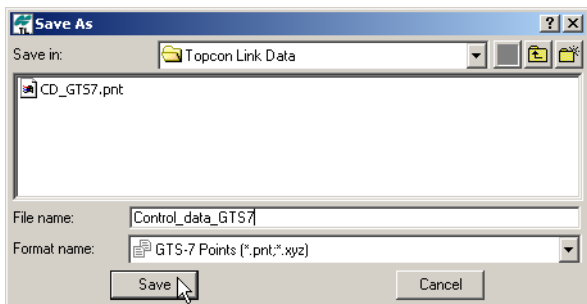 TL Save As ? ×
Save in: Topcon Link Data
CD_GTS7.pnt
File name: Control_data_GTS7
Format name: GTS-7 Points (*.pnt;*.xyz)
Save Cancel